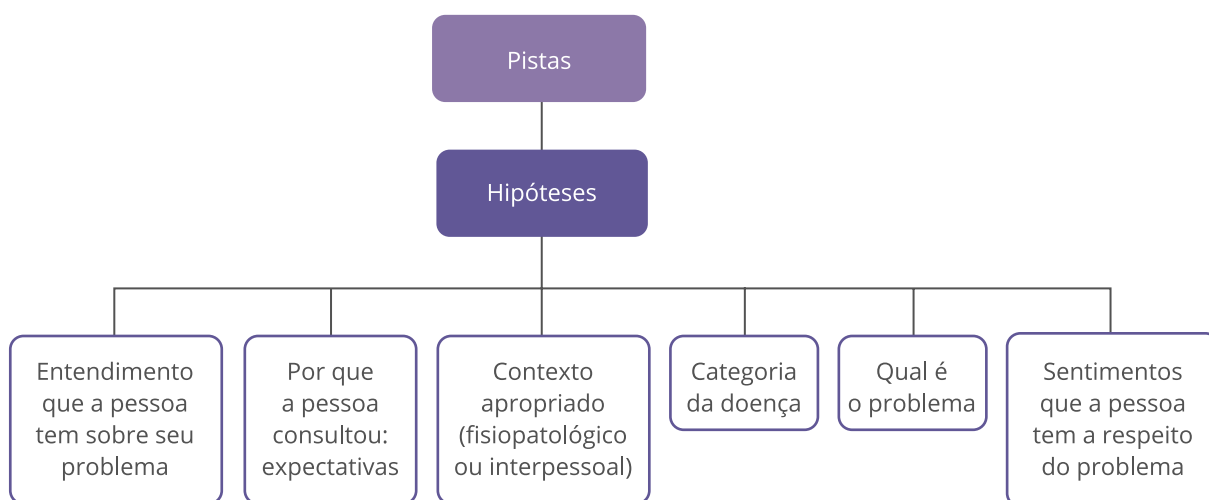 Pistas
Hipóteses
Entendimento
que a pessoa
tem sobre seu
problema
Por que
a pessoa
consultou:
expectativas
Contexto
apropriado
(fisiopatológico
ou interpessoal)
Categoria
da doença
Qual é
o problema
Sentimentos
que a pessoa
tem a respeito
do problema